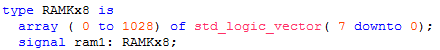 type RAMKx8 is
array ( 0 to 1028) of std_logic_vector( 7 downto 0);
signal ram1: RAMKx8;